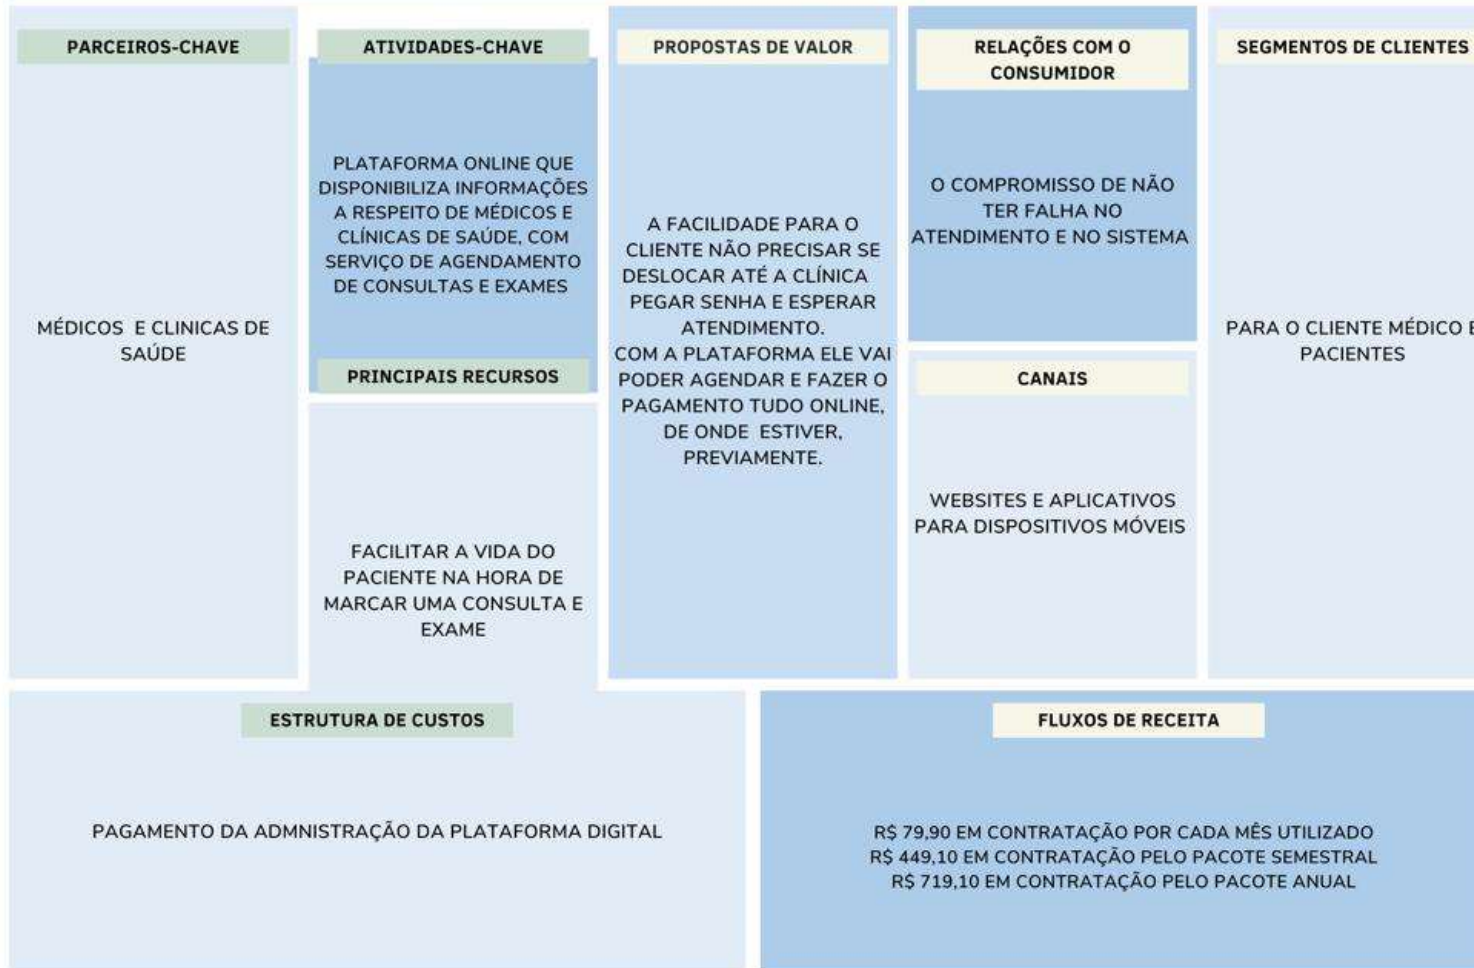 PARCEIROS-CHAVE
MÉDICOS E CLINICAS DE
SAÚDE
ATIVIDADES-CHAVE
PLATAFORMA ONLINE QUE
DISPONIBILIZA INFORMAÇÕES
A RESPEITO DE MÉDICOS E
CLÍNICAS DE SAÚDE, COM
SERVIÇO DE AGENDAMENTO
DE CONSULTAS E EXAMES
PRINCIPAIS RECURSOS
FACILITAR A VIDA DO
PACIENTE NA HORA DE
MARCAR UMA CONSULTA E
EXAME
PROPOSTAS DE VALOR
A FACILIDADE PARA O
CLIENTE NÃO PRECISAR SE
DESLOCAR ATÉ A CLÍNICA
PEGAR SENHA E ESPERAR
ATENDIMENTO.
COM A PLATAFORMA ELE VAI
PODER AGENDAR E FAZER O
PAGAMENTO TUDO ONLINE,
DE ONDE ESTIVER,
PREVIAMENTE.
RELAÇÕES COM O
CONSUMIDOR
O COMPROMISSO DE NÃO
TER FALHA NO
ATENDIMENTO E NO SISTEMA
CANAIS
WEBSITES E APLICATIVOS
PARA DISPOSITIVOS MÓVEIS
SEGMENTOS DE CLIENTES
PARA O CLIENTE MÉDICO E
PACIENTES
ESTRUTURA DE CUSTOS
PAGAMENTO DA ADMNISTRAÇÃO DA PLATAFORMA DIGITAL
FLUXOS DE RECEITA
R$ 79,90 EM CONTRATAÇÃO POR CADA MÊS UTILIZADO
R$ 449,10 EM CONTRATAÇÃO PELO PACOTE SEMESTRAL
R$ 719,10 EM CONTRATAÇÃO PELO PACOTE ANUAL